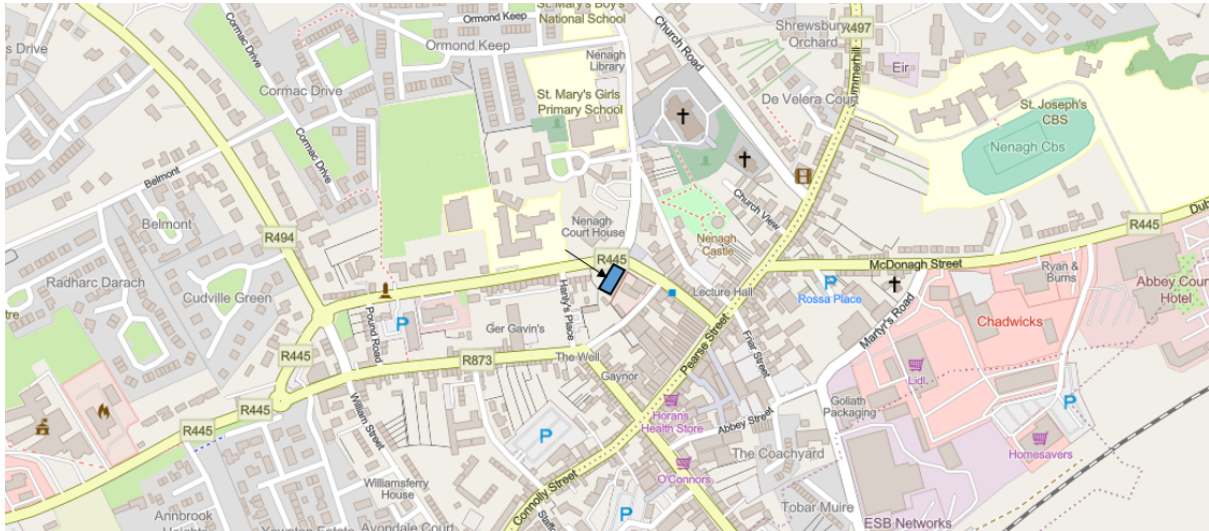 Ormond Keep
St. Mary's Boy's
National School
Cormac Drive
Ormond Keep
Nenagh
Library
Church Road
Shrewsbury
Orchard
R497
Eir
Summerhill
s Drive
Cormac Drive
St. Mary's Girls
Primary School
De Velera Court
St. Joseph's
CBS
Nenagh Cbs
Cormac Drive
Belmont
Belmont
Church View
Nenagh
Court House
Nenagh
Castle
R494
R445
R445
Dub
McDonagh Street
Radharc Darach
Cudville Green
Lecture Hall
P
Rossa Place
Ryan &
Burns
Abbey Court
Hotel
tre
Hanly's Place
Pound Road
P
Ger Gavin's
Pearse Street
Friar Street
Martyr's Road
Chadwicks
R445
R873
The Well
Gaynor
Lidl
R445
R445
William Street
Horans
Health Store
Abbey Street
Goliath
Packaging
P
P
Homesavers
The Coachyard
O'Connors
Williamsferry
House
Connolly Street
Annbrook
Heights
Avondale Court
P
Tobar Muire
ESB Networks